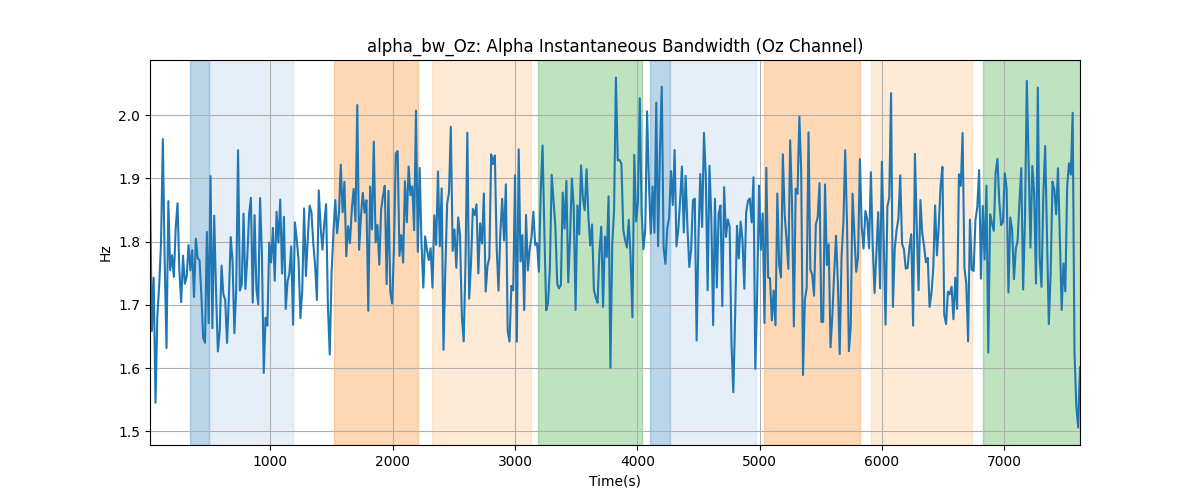 alpha_bw_Oz: Alpha Instantaneous Bandwidth (Oz Channel)
Hz
2.0
1.9
1.8
1.7
1.6
1.5
1000 2000 3000 4000 5000 6000 7000
Time(s)